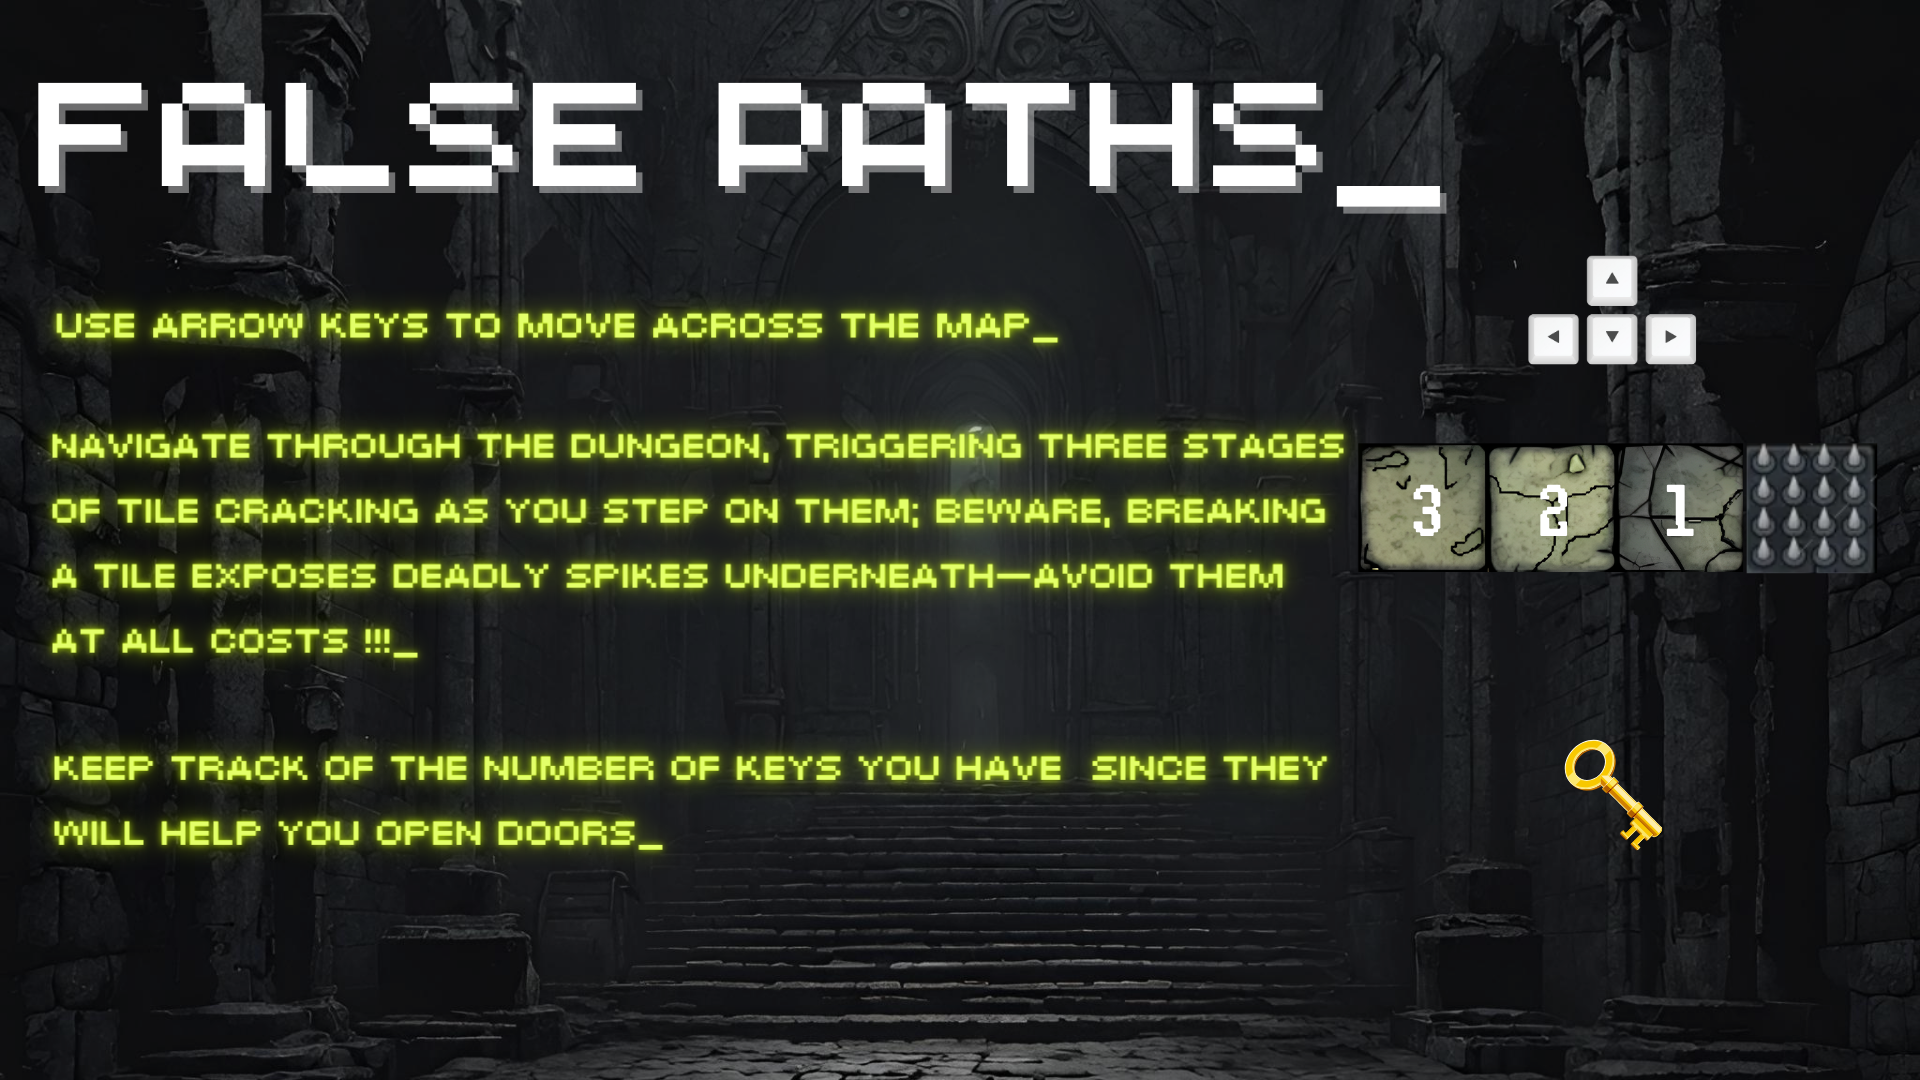 FALSE PATHS_
USE ARROW KEYS TO MOVE ACROSS THE MAP_
NAVIGATE THROUGH THE DUNGEON, TRIGGERING THREE STAGES
OF TILE CRACKING AS YOU STEP ON THEM; BEWARE, BREAKING
A TILE EXPOSES DEADLY SPIKES UNDERNEATH—AVOID THEM
AT ALL COSTS !!!_
3 2 1
KEEP TRACK OF THE NUMBER OF KEYS YOU HAVE  SINCE THEY
WILL HELP YOU OPEN DOORS_